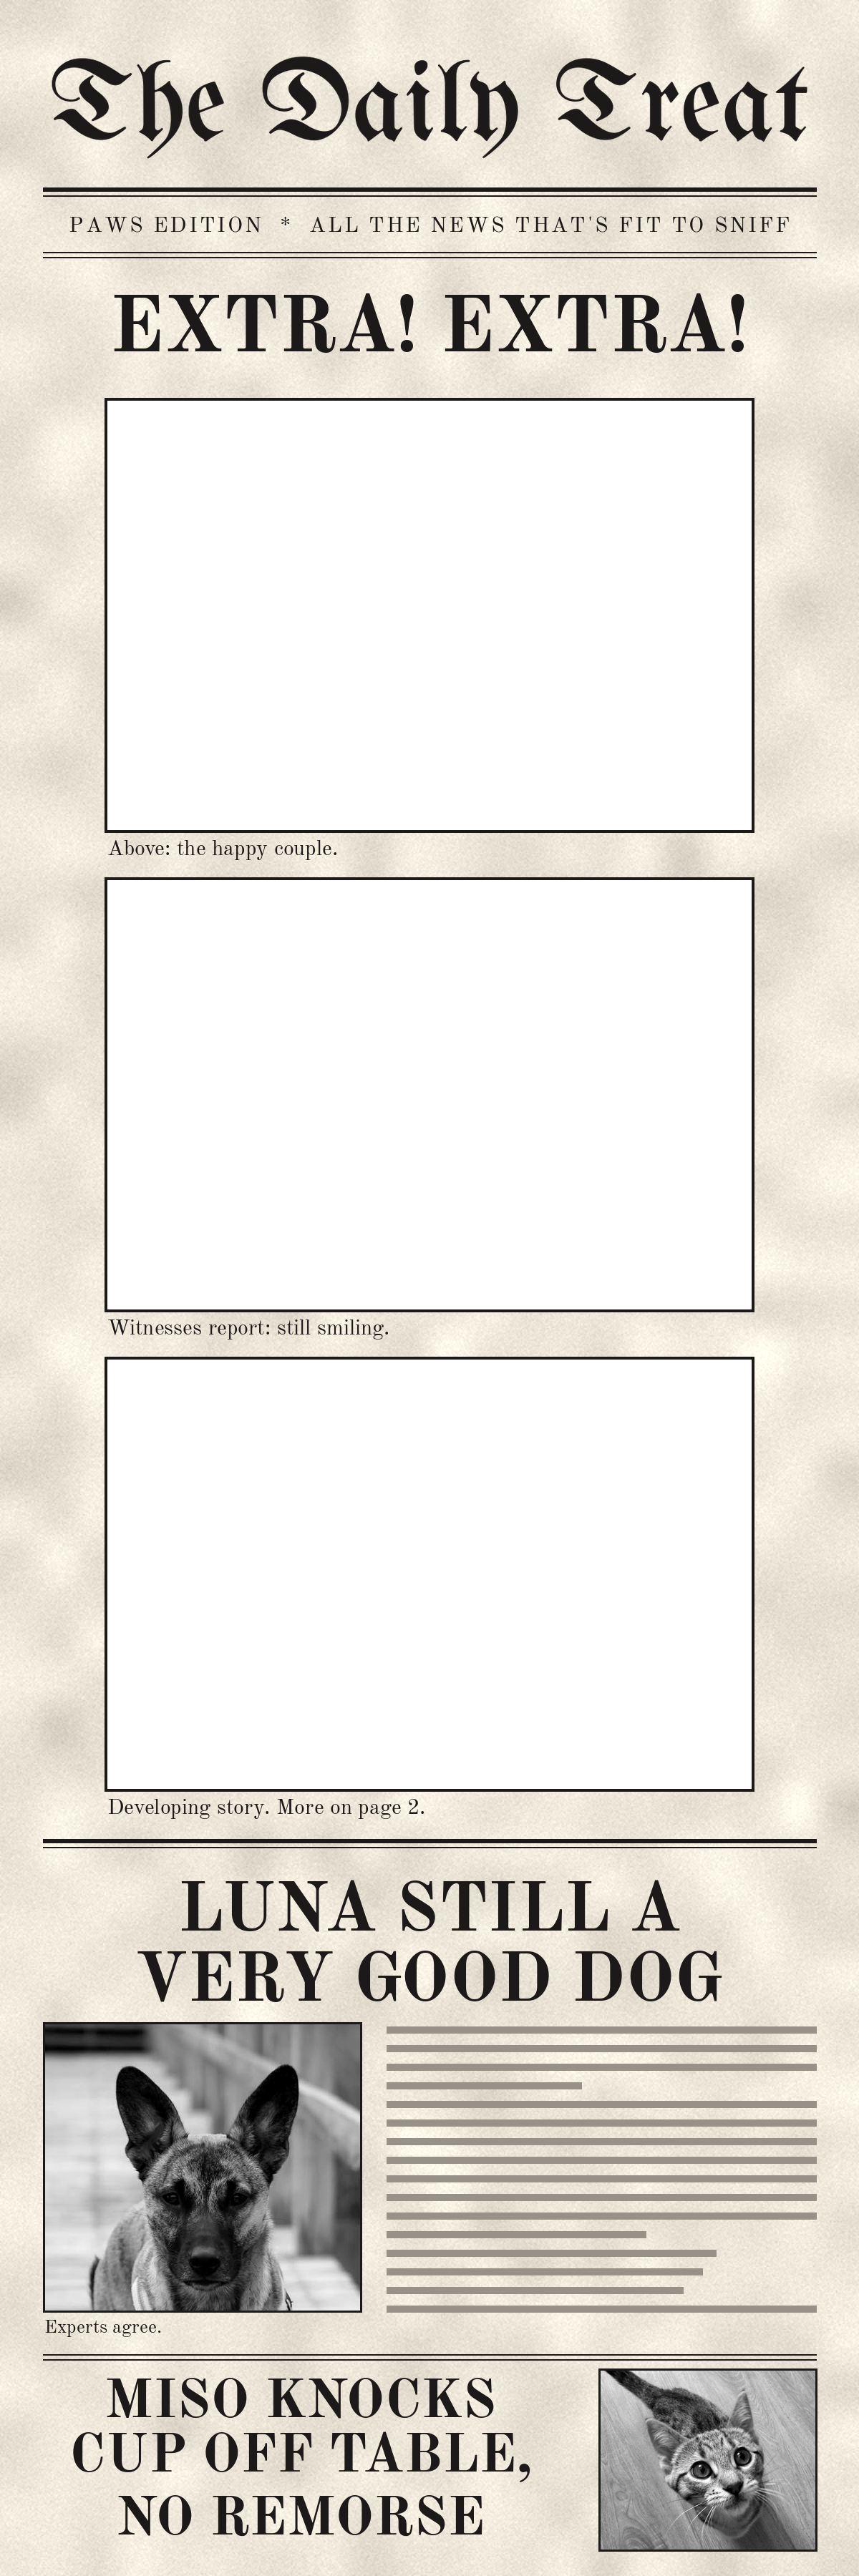 The Daily Treat
PAWS EDITION * ALL THE NEWS THAT'S FIT TO SNIFF
EXTRA! EXTRA!
Above: the happy couple.
Witnesses report: still smiling.
Developing story. More on page 2.
LUNA STILL A
VERY GOOD DOG
Experts agree.
MISO KNOCKS
CUP OFF TABLE,
NO REMORSE